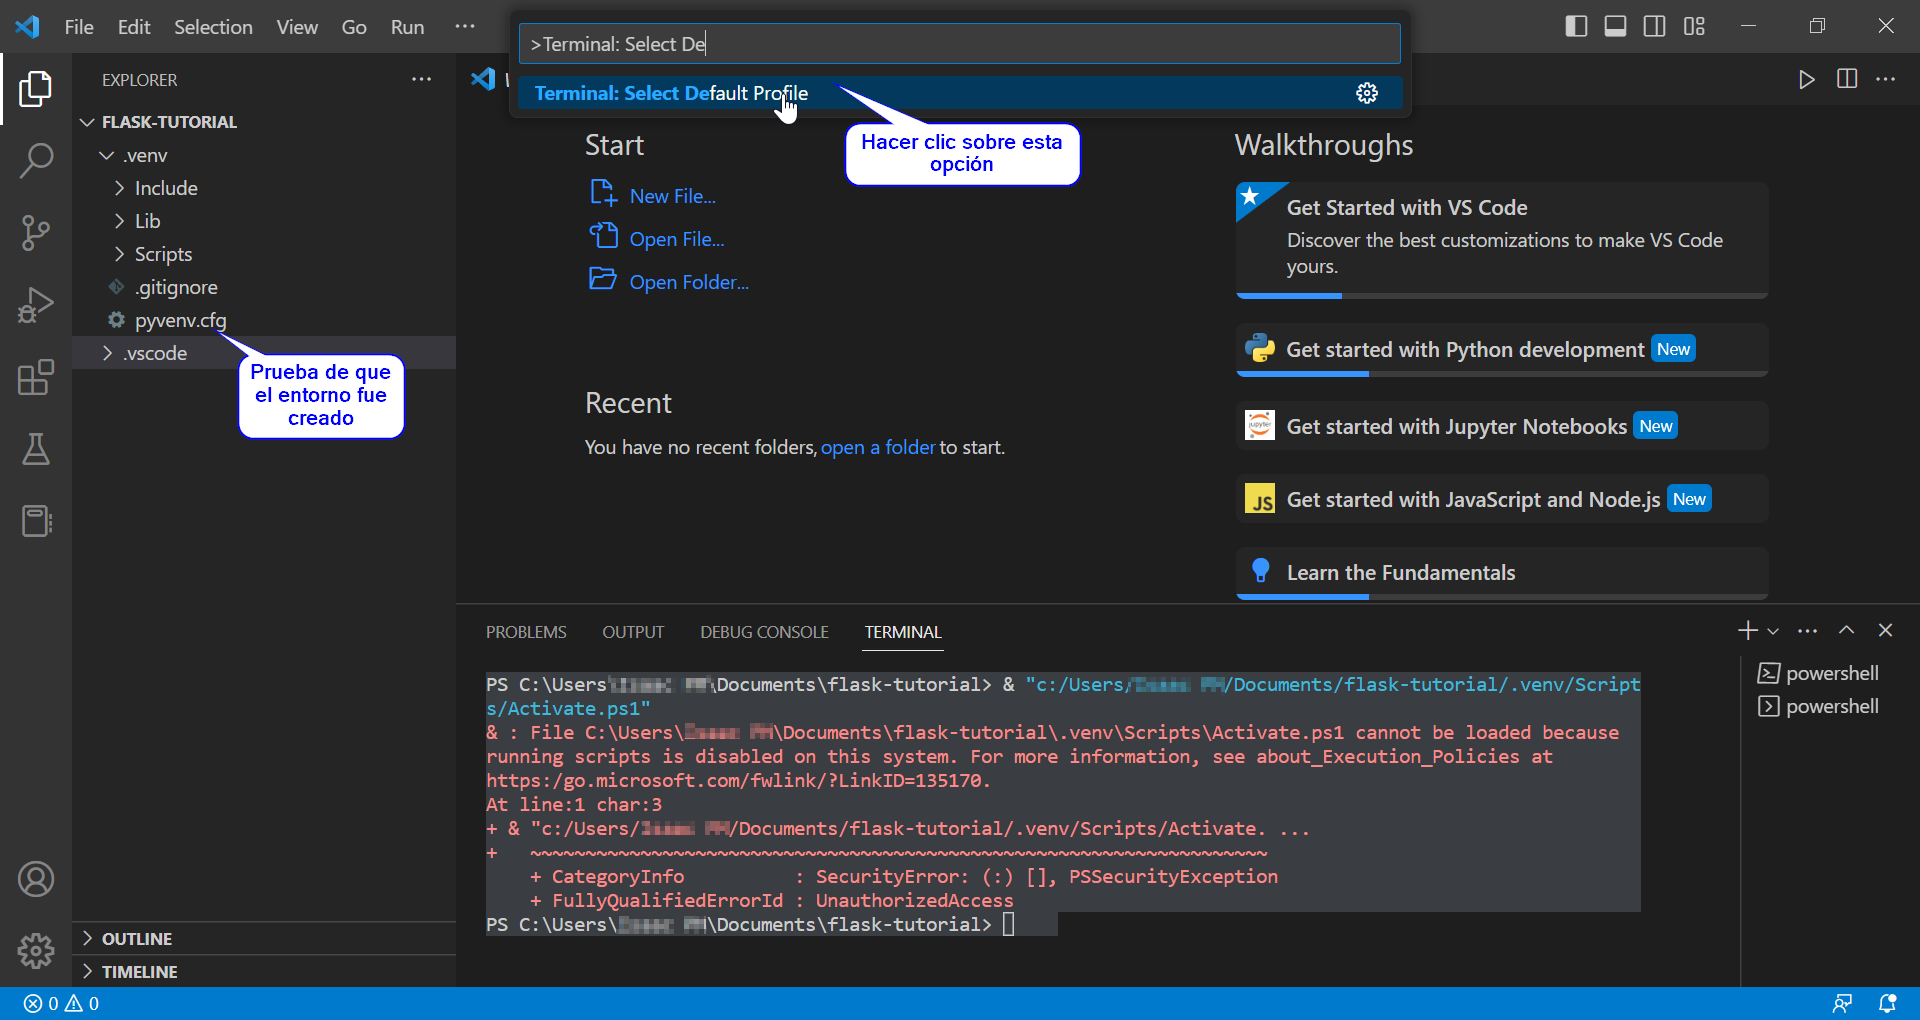 File Edit Selection View Go Run ···
>Terminal: Select De
Terminal: Select Default Profile
Hacer clic sobre esta
opción
EXPLORER
FLASK-TUTORIAL
.venv
Include
Lib
Scripts
.gitignore
pyvenv.cfg
.vscode
Prueba de que
el entorno fue
creado
OUTLINE
TIMELINE
Start
New File...
Open File...
Open Folder...
Recent
You have no recent folders, open a folder to start.
Walkthroughs
Get Started with VS Code
Discover the best customizations to make VS Code
yours.
Get started with Python development New
jupyter
Get started with Jupyter Notebooks New
JS
Get started with JavaScript and Node.js New
Learn the Fundamentals
PROBLEMS OUTPUT DEBUG CONSOLE TERMINAL
PS C:\Users\Documents\flask-tutorial> & "c:/Users/ /Documents/flask-tutorial/.venv/Script
s/Activate.ps1"
& : File C:\Users\ \Documents\flask-tutorial\.venv\Scripts\Activate.ps1 cannot be loaded because
running scripts is disabled on this system. For more information, see about_Execution_Policies at
https:/go.microsoft.com/fwlink/?LinkID=135170.
At line:1 char:3
+ & "c:/Users/ /Documents/flask-tutorial/.venv/Scripts/Activate. ...
+   ~~~~~~~~~~~~~~~~~~~~~~~~~~~~~~~~~~~~~~~~~~~~~~~~~~~~~~~~~~~~~~~~~~~
+ CategoryInfo          : SecurityError: (:) [], PSSecurityException
+ FullyQualifiedErrorId : UnauthorizedAccess
PS C:\Users\ \Documents\flask-tutorial>
powershell
powershell
0 0